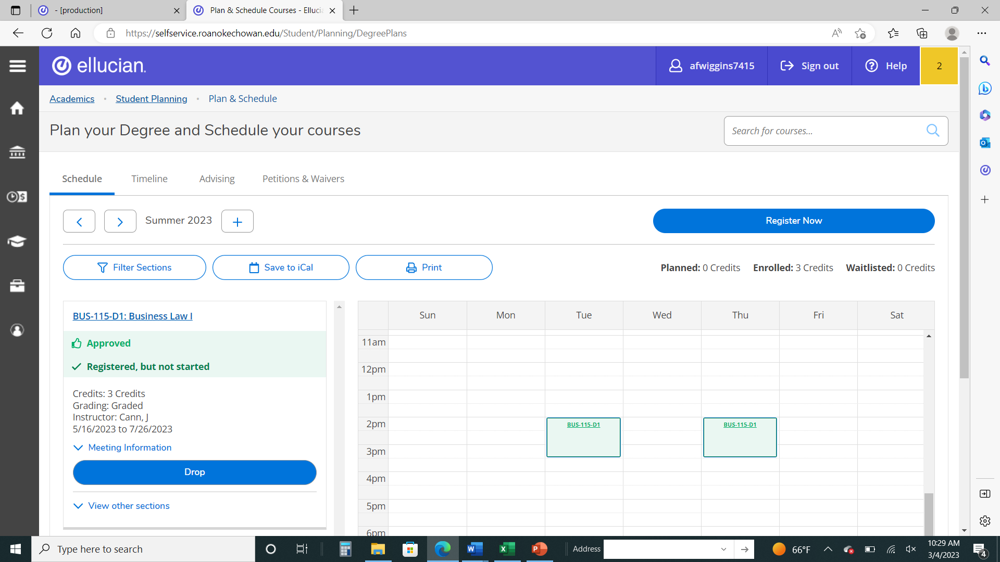 - [production]
Plan & Schedule Courses - Elluci
https://selfservice.roanokechowan.edu/Student/Planning/DegreePlans
ellucian.
afwiggins7415
Sign out
Help
2
Academics • Student Planning • Plan & Schedule
Plan your Degree and Schedule your courses
Search for courses...
Schedule
Timeline
Advising
Petitions & Waivers
Summer 2023
Register Now
Filter Sections
Save to iCal
Print
Planned: 0 Credits Enrolled: 3 Credits Waitlisted: 0 Credits
BUS-115-D1: Business Law I
Approved
Registered, but not started
Credits: 3 Credits
Grading: Graded
Instructor: Cann, J
5/16/2023 to 7/26/2023
Meeting Information
Drop
View other sections
Sun Mon Tue Wed Thu Fri Sat
11am
12pm
1pm
2pm
BUS-115-D1
BUS-115-D1
3pm
4pm
5pm
6pm
Type here to search
Address
66°F
10:29 AM
3/4/2023
4